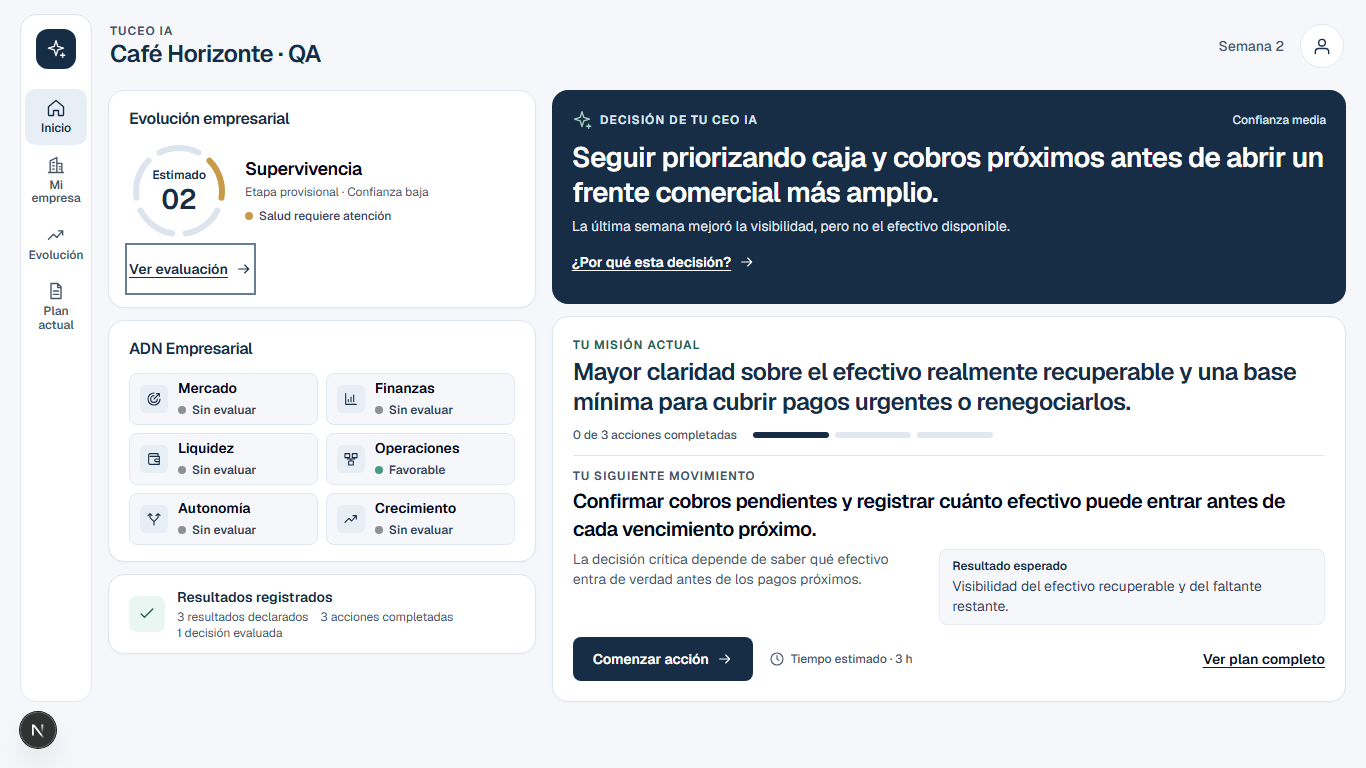 TUCEO IA
Café Horizonte · QA
Semana 2
Inicio
Mi
empresa
Evolución
Plan
actual
Evolución empresarial
Estimado
02
Supervivencia
Etapa provisional · Confianza baja
Salud requiere atención
Ver evaluación
ADN Empresarial
Mercado
Sin evaluar
Finanzas
Sin evaluar
Liquidez
Sin evaluar
Operaciones
Favorable
Autonomía
Sin evaluar
Crecimiento
Sin evaluar
Resultados registrados
3 resultados declarados 3 acciones completadas
1 decisión evaluada
DECISIÓN DE TU CEO IA
Confianza media
Seguir priorizando caja y cobros próximos antes de abrir un
frente comercial más amplio.
La última semana mejoró la visibilidad, pero no el efectivo disponible.
¿Por qué esta decisión?
TU MISIÓN ACTUAL
Mayor claridad sobre el efectivo realmente recuperable y una base
mínima para cubrir pagos urgentes o renegociarlos.
0 de 3 acciones completadas
TU SIGUIENTE MOVIMIENTO
Confirmar cobros pendientes y registrar cuánto efectivo puede entrar antes de
cada vencimiento próximo.
La decisión crítica depende de saber qué efectivo
entra de verdad antes de los pagos próximos.
Resultado esperado
Visibilidad del efectivo recuperable y del faltante
restante.
Comenzar acción
Tiempo estimado · 3 h
Ver plan completo
N